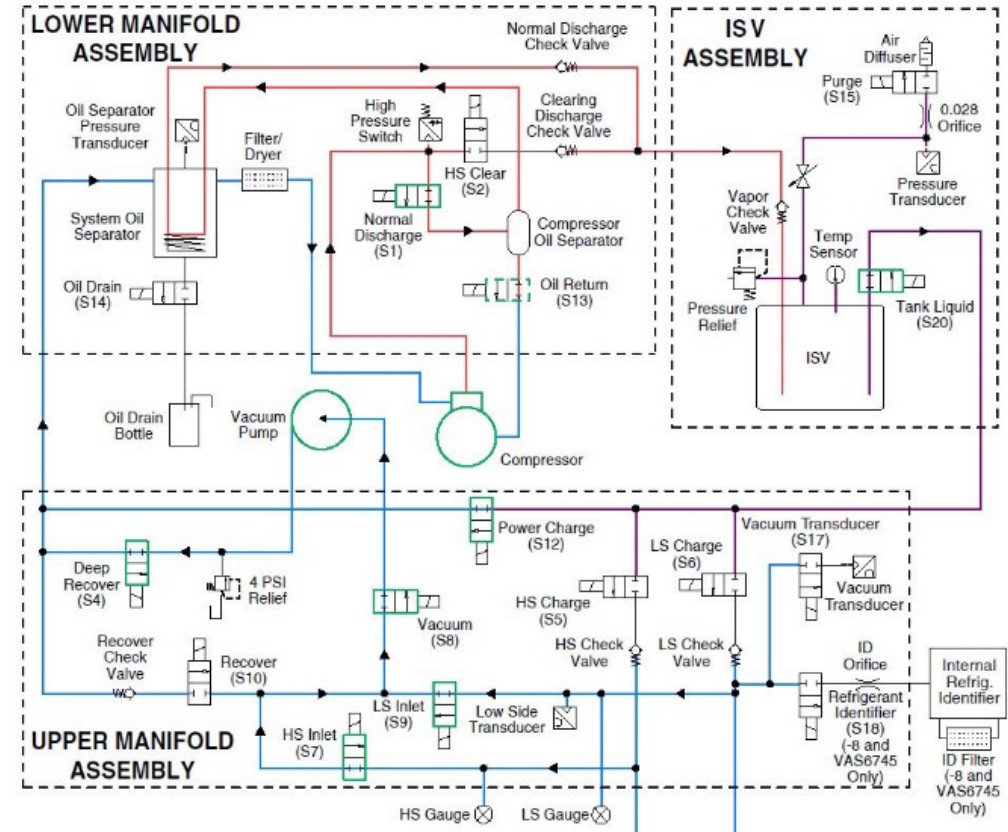 LOWER MANIFOLD
ASSEMBLY
Normal Discharge
Check Valve
Oil Separator
Pressure
Transducer
Filter/
Dryer
High
Pressure
Switch
Clearing
Discharge
Check Valve
HS Clear
(S2)
System Oil
Separator
Normal
Discharge
(S1)
Compressor
Oil Separator
Oil Drain
(S14)
Oil Return
(S13)
Oil Drain
Bottle
Vacuum
Pump
Compressor
ISV
ASSEMBLY
Air
Diffuser
Purge
(S15)
0.028
Orifice
Pressure
Transducer
Vapor
Check
Valve
Temp
Sensor
Pressure
Relief
Tank Liquid
(S20)
ISV
Power Charge
(S12)
Vacuum Transducer
(S17)
LS Charge
(S6)
Deep
Recover
(S4)
4 PSI
Relief
Vacuum
(S8)
HS Charge
(S5)
Vacuum
Transducer
Recover
Check
Valve
Recover
(S10)
HS Check
Valve
LS Check
Valve
ID
Orifice
Internal
Refrig.
Identifier
LS Inlet
(S9)
Low Side
Transducer
Refrigerant
Identifier
(S18)
(-8 and
VAS6745
Only)
UPPER MANIFOLD
ASSEMBLY
HS Inlet
(S7)
ID Filter
(-8 and
VAS6745
Only)
HS Gauge
LS Gauge